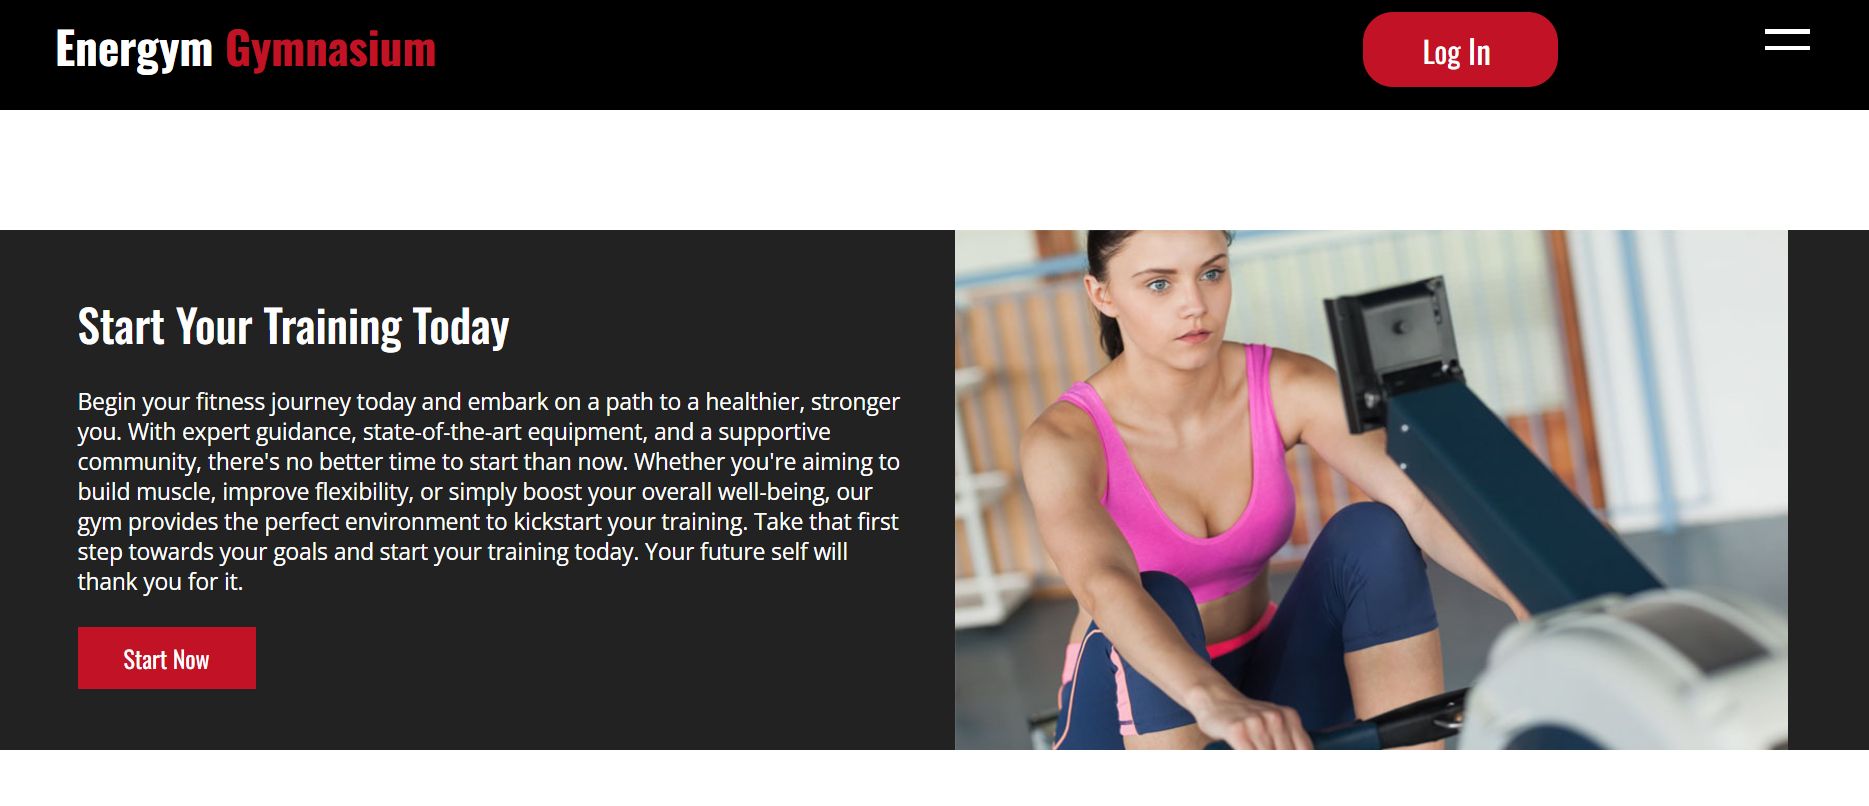 Energym Gymnasium
Log In
Start Your Training Today
Begin your fitness journey today and embark on a path to a healthier, stronger
you. With expert guidance, state-of-the-art equipment, and a supportive
community, there's no better time to start than now. Whether you're aiming to
build muscle, improve flexibility, or simply boost your overall well-being, our
gym provides the perfect environment to kickstart your training. Take that first
step towards your goals and start your training today. Your future self will
thank you for it.
Start Now